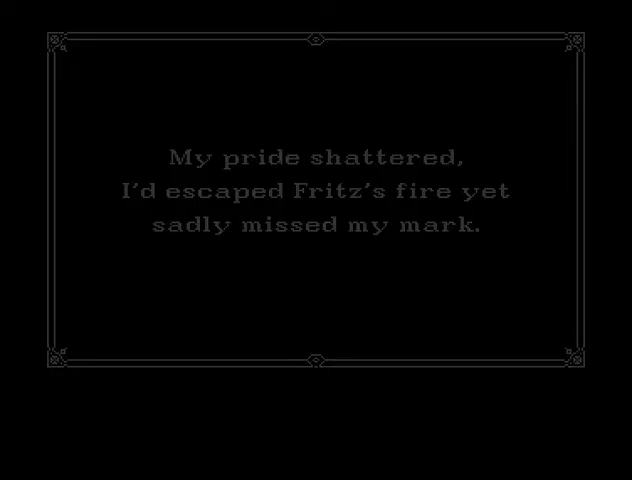 My pride shattered,
I'd escaped Fritz's fire yet
sadly missed my mark.